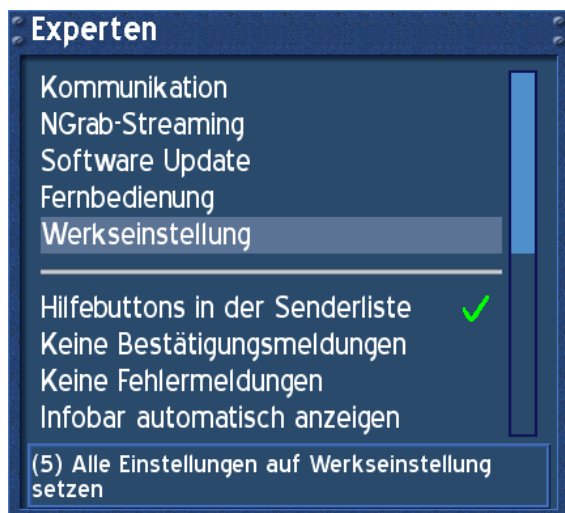 Experten
Kommunikation
NGrab-Streaming
Software Update
Fernbedienung
Werkseinstellung
Hilfebuttons in der Senderliste
Keine Bestätigungsmeldungen
Keine Fehlermeldungen
Infobar automatisch anzeigen
(5) Alle Einstellungen auf Werkseinstellung
setzen